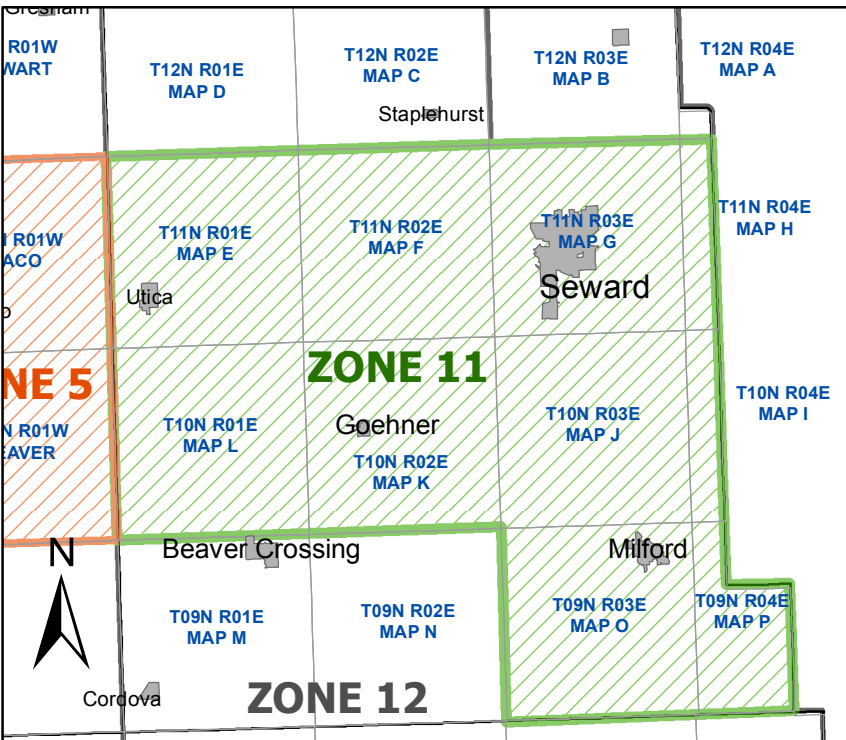 Gresham
R01W
WART
T12N R01E
MAP D
T12N R02E
MAP C
T12N R03E
MAP B
T12N R04E
MAP A
Staplehurst
R01W
ACO
T11N R01E
MAP E
T11N R02E
MAP F
T11N R03E
MAP G
T11N R04E
MAP H
Utica
Seward
NE 5
ZONE 11
N R01W
EAVER
T10N R01E
MAP L
Goehner
T10N R02E
MAP K
T10N R03E
MAP J
T10N R04E
MAP I
N
Beaver Crossing
Milford
T09N R01E
MAP M
T09N R02E
MAP N
T09N R03E
MAP O
T09N R04E
MAP P
Cordova
ZONE 12